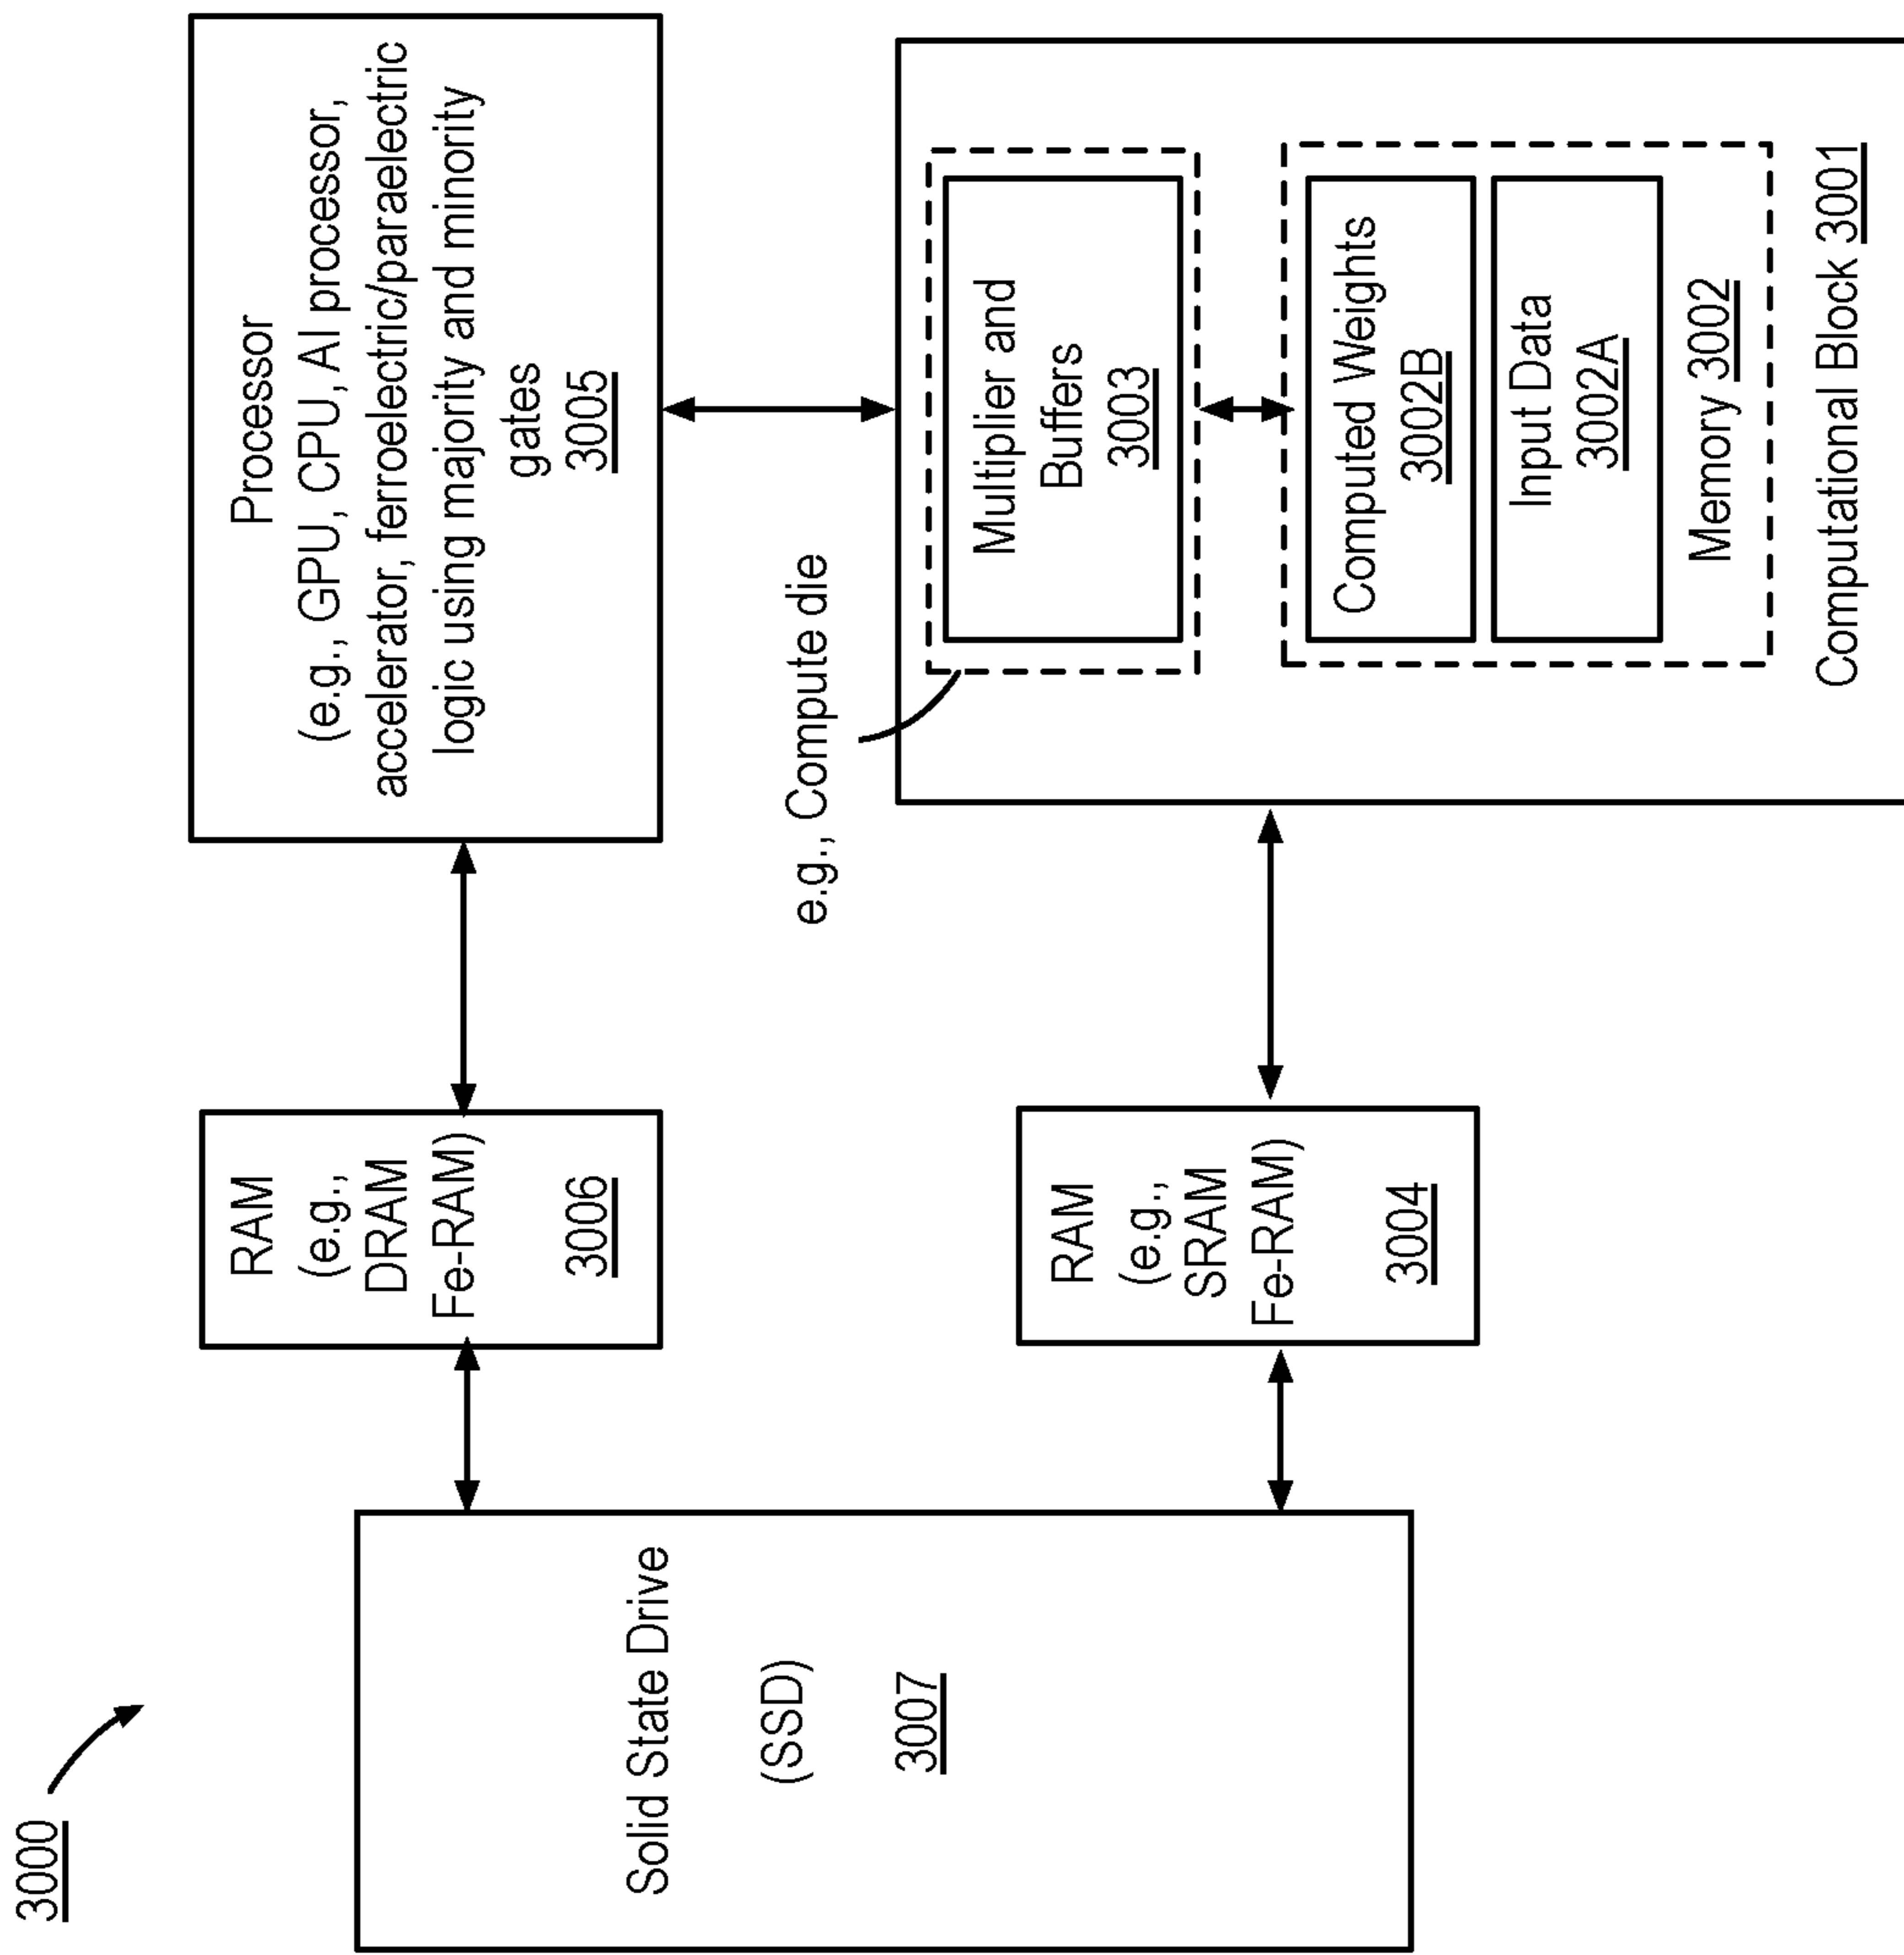 3000
Solid State Drive
(SSD)
3007
RAM
(e.g.,
DRAM
Fe-RAM)
3006
RAM
(e.g.,
SRAM
Fe-RAM)
3004
Processor
(e.g., GPU, CPU, AI processor,
accelerator, ferroelectric/paraelectric
logic using majority and minority
gates
3005
e.g., Compute die
Multiplier and
Buffers
3003
Computed Weights
3002B
Input Data
3002A
Memory 3002
Computational Block 3001